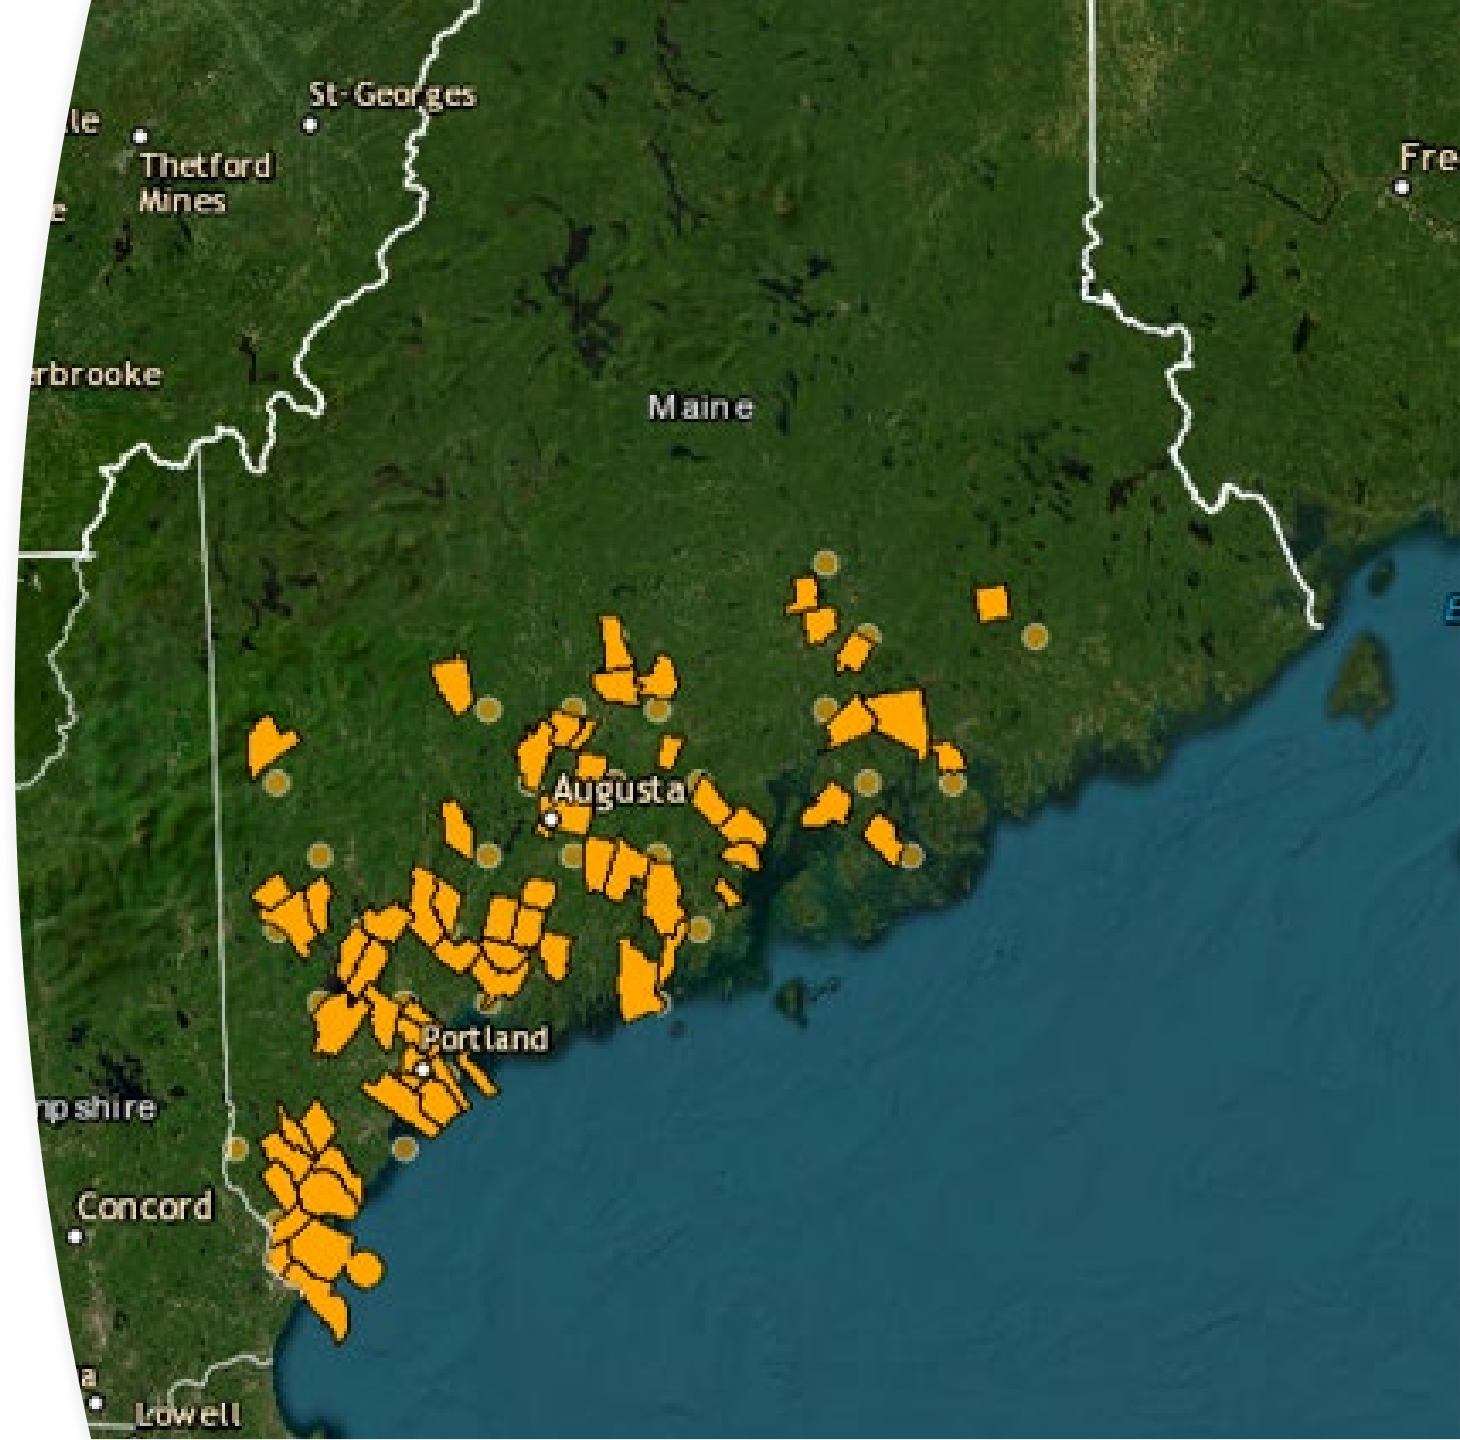 St-Georges
Thetford
Mines
Maine
Augusta
Portland
Concord
Lowell